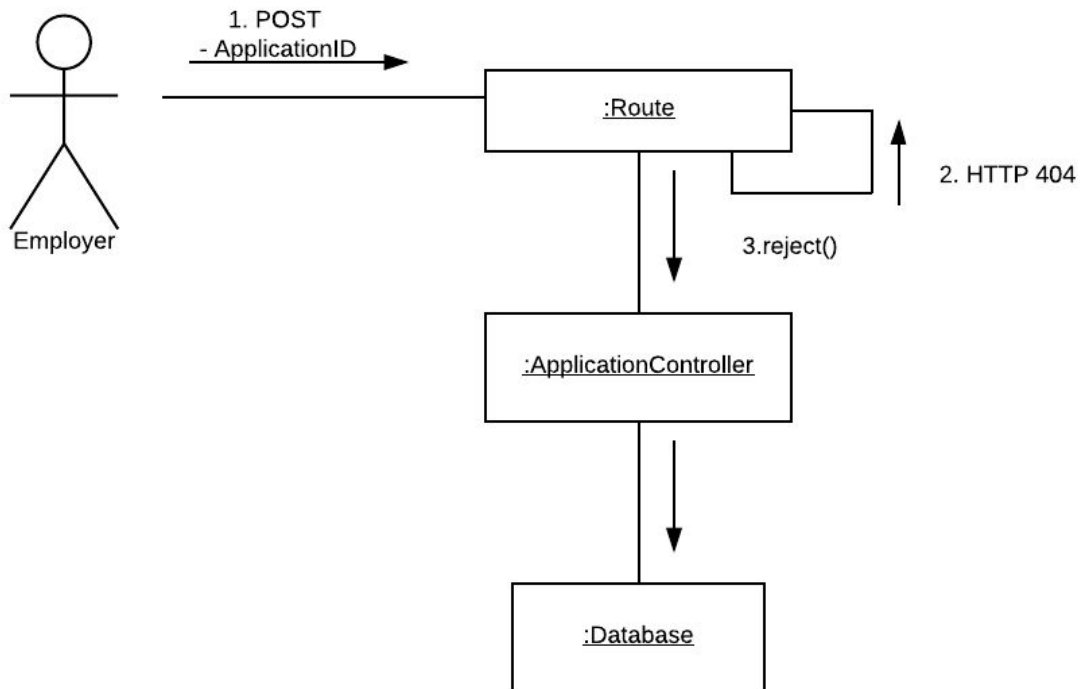 1. POST
- ApplicationID
:Route
2. HTTP 404
Employer
3.reject()
:ApplicationController
:Database